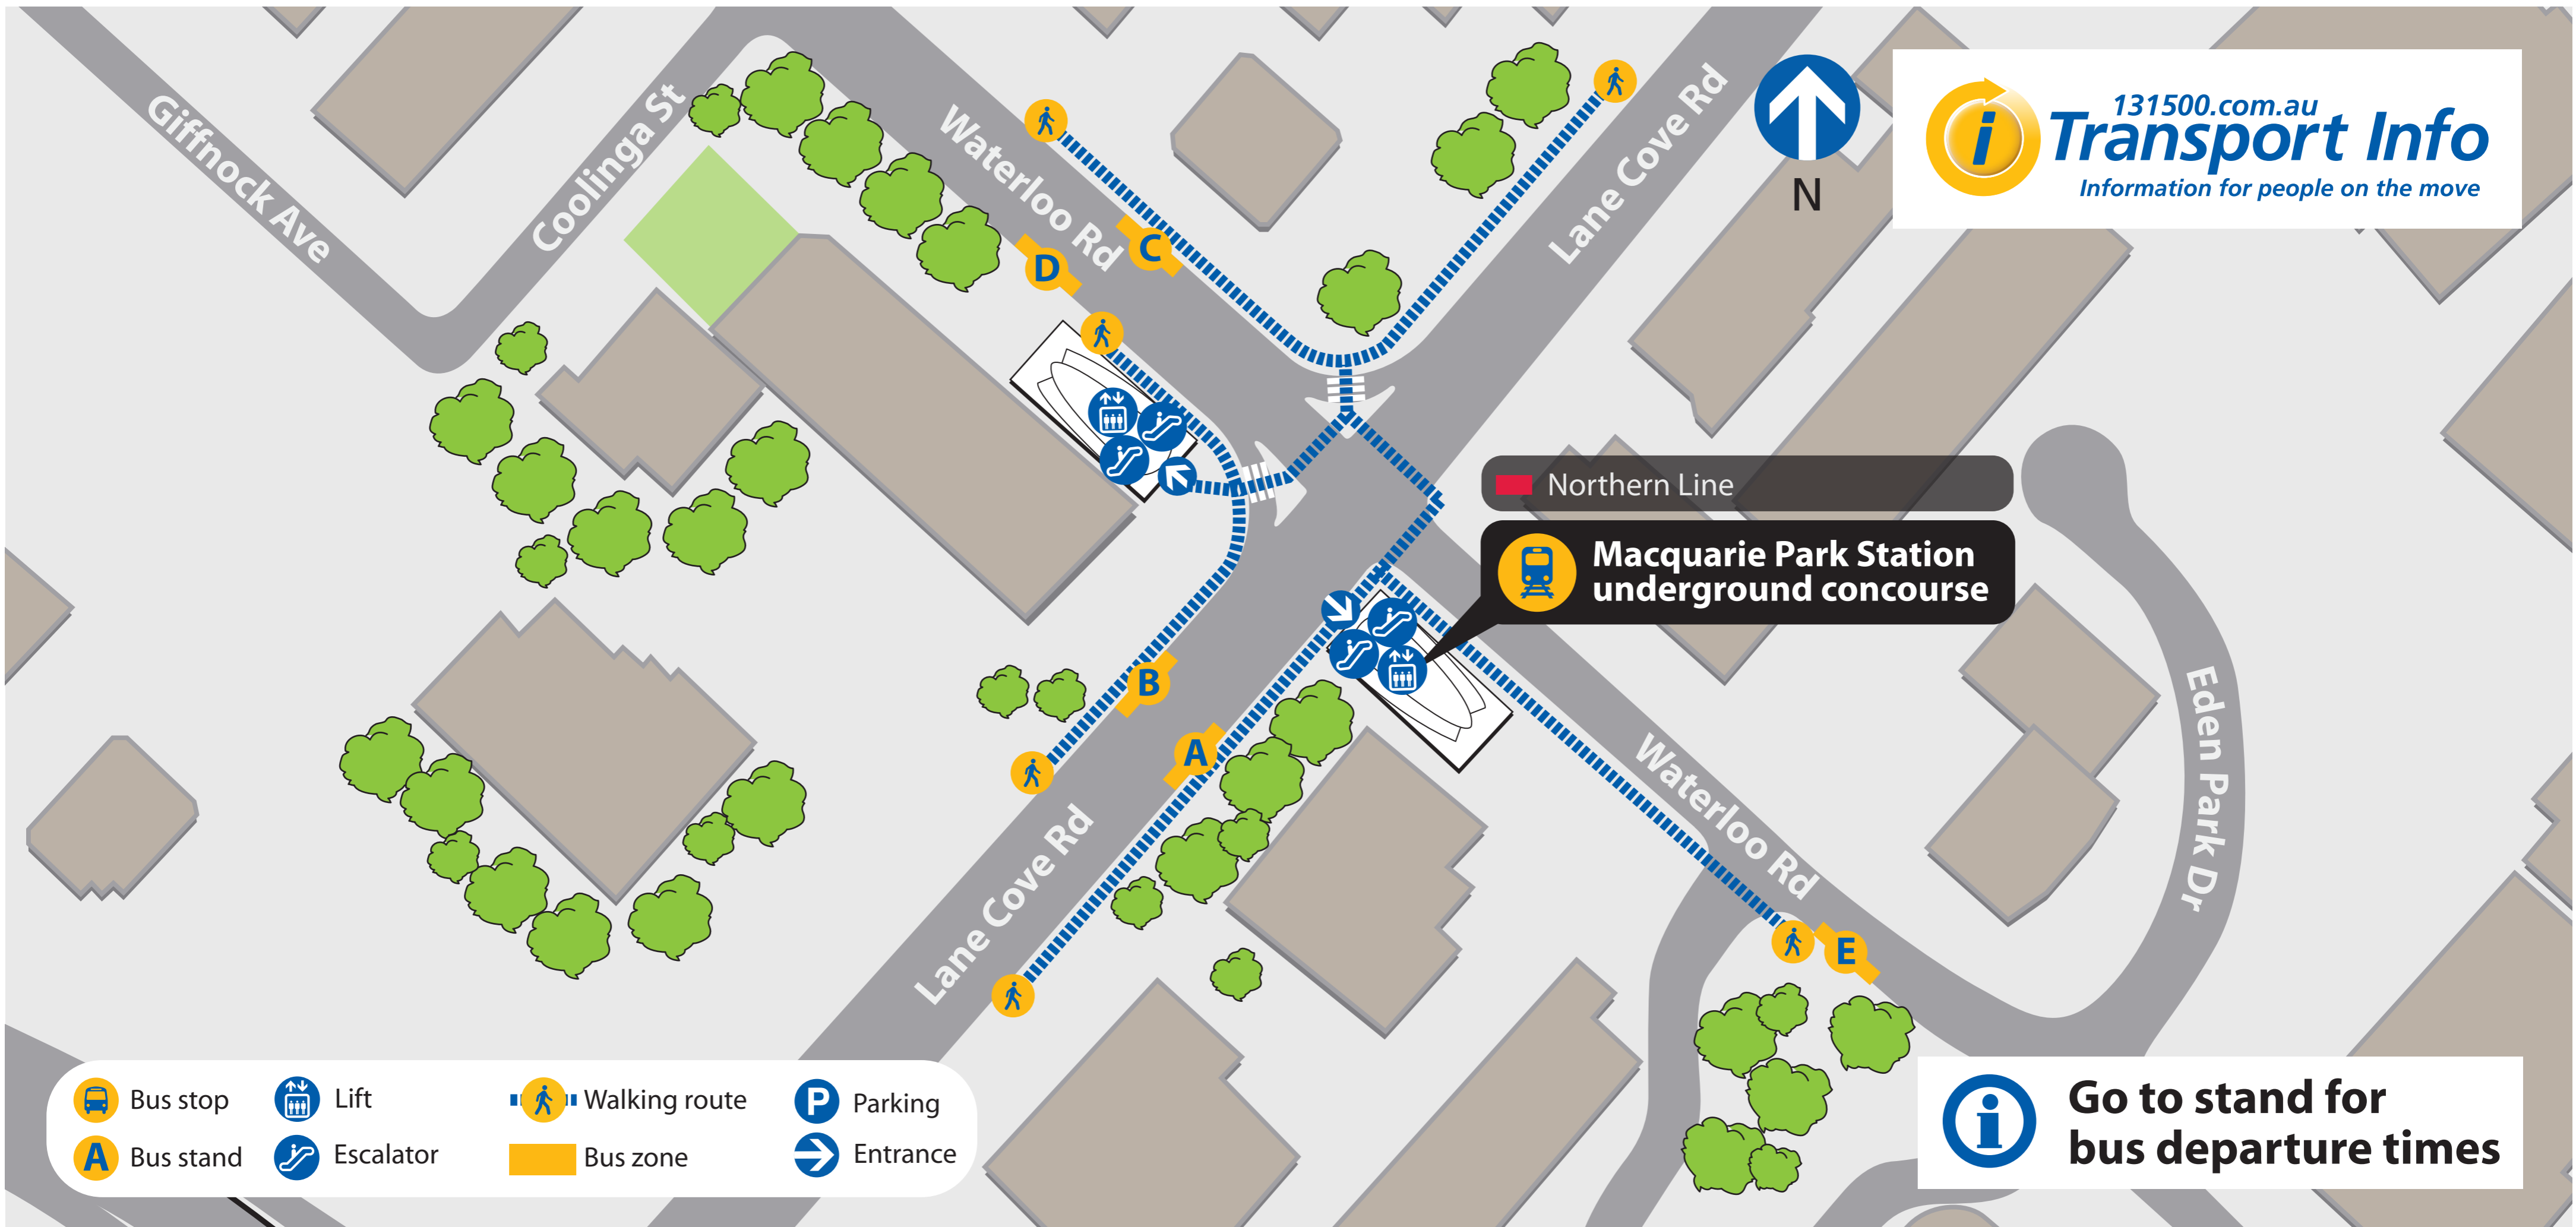 Giffnock Ave
Coolinga St
Waterloo Rd
Lane Cove Rd
N
131500.com.au
i Transport Info
Information for people on the move
C
D
Northern Line
Macquarie Park Station
underground concourse
B
A
Lane Cove Rd
Waterloo Rd
Eden Park Dr
E
Bus stop
Lift
Walking route
P Parking
A Bus stand
Escalator
Bus zone
Entrance
i Go to stand for
bus departure times